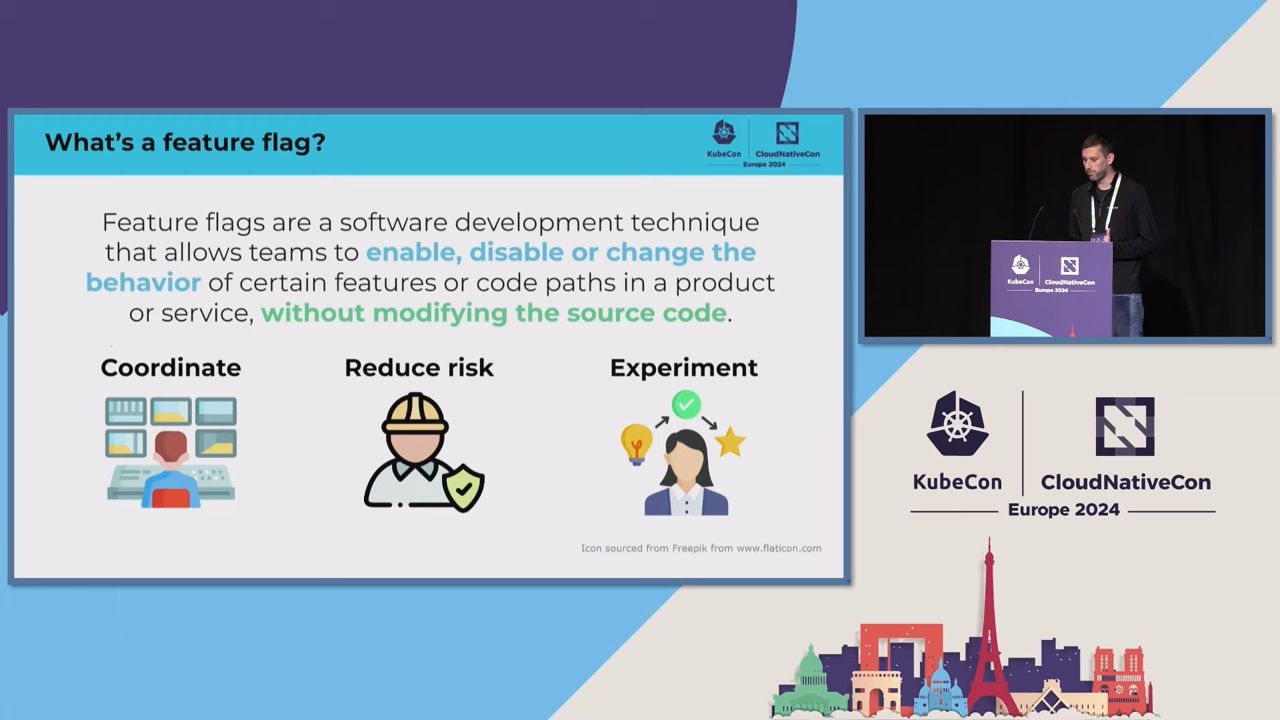 What's a feature flag?
KubeCon
CloudNativeCon
Europe 2024
Feature flags are a software development technique
that allows teams to enable, disable or change the
behavior of certain features or code paths in a product
or service, without modifying the source code.
Coordinate
Reduce risk
Experiment
Icon sourced from Freepik from www.flaticon.com
KubeCon
CloudNativeCon
Europe 2024
KubeCon
CloudNativeCon
Europe 2024